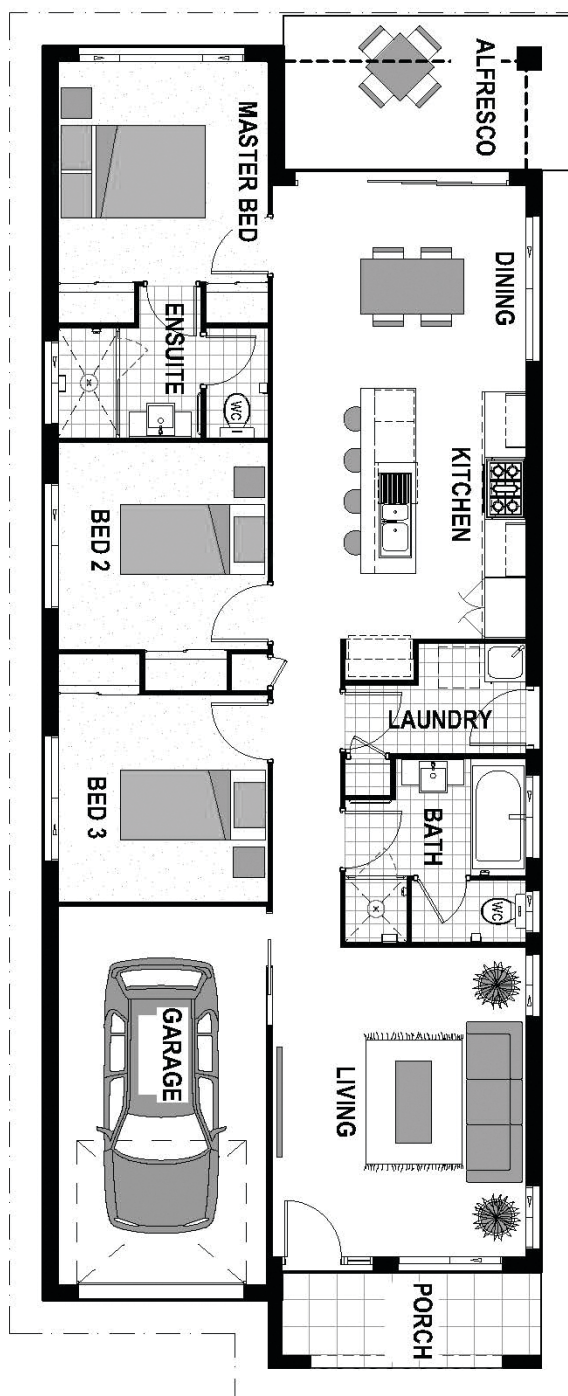 ALFRESCO
MASTER BED
DINING
ENSUITE
WC
KITCHEN
BED 2
LAUNDRY
BED 3
BATH
WC
GARAGE
LIVING
PORCH